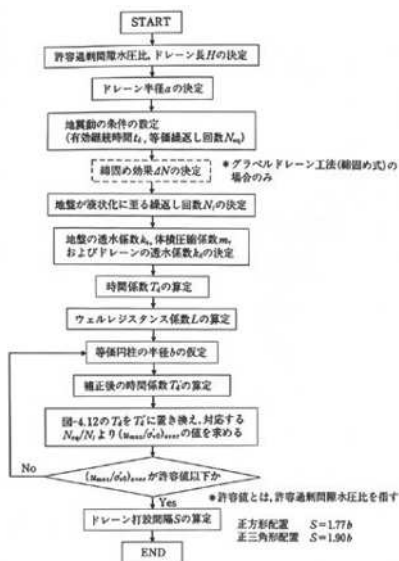 START
許容過剰間隙水圧比,ドレーン長Hの決定
ドレーン半径aの決定
地震動の条件の設定
(有効継続時間t_d, 等価繰返し回数N_eq)
締固め効果ΔNの決定
*グラベルドレーン工法(締固め式)の
場合のみ
地盤が液状化に至る繰返し回数N_lの決定
地盤の透水係数k_s,体積圧縮係数m_v
およびドレーンの透水係数k_dの決定
時間係数T_dの算定
ウェルレジスタンス係数Lの算定
等価円柱の半径bの仮定
補正後の時間係数T_d'の算定
図-4.12のT_dをT_d'に置き換え,対応する
N_eq/N_lより(u_max/σ'_v0)_averの値を求める
No
(u_max/σ'_v0)_averが許容値以下か
Yes
*許容値とは,許容過剰間隙水圧比を指す
ドレーン打設間隔Sの算定
正方形配置 S=1.77b
正三角形配置 S=1.90b
END